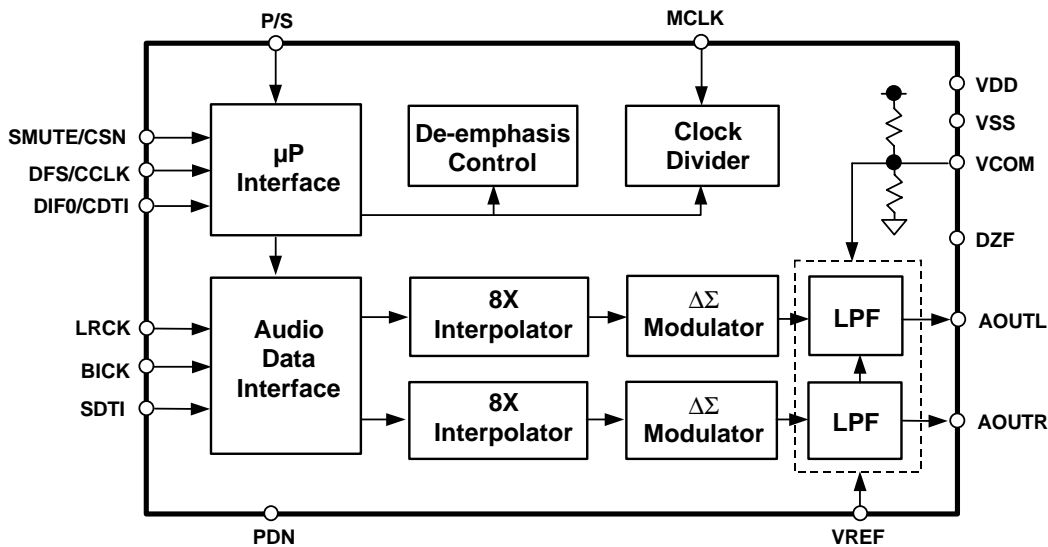 P/S
MCLK
VDD
VSS
VCOM
DZF
AOUTL
AOUTR
SMUTE/CSN
DFS/CCLK
DIF0/CDTI
µP
Interface
De-emphasis
Control
Clock
Divider
LRCK
BICK
SDTI
Audio
Data
Interface
8X
Interpolator
ΔΣ
Modulator
LPF
8X
Interpolator
ΔΣ
Modulator
LPF
PDN
VREF